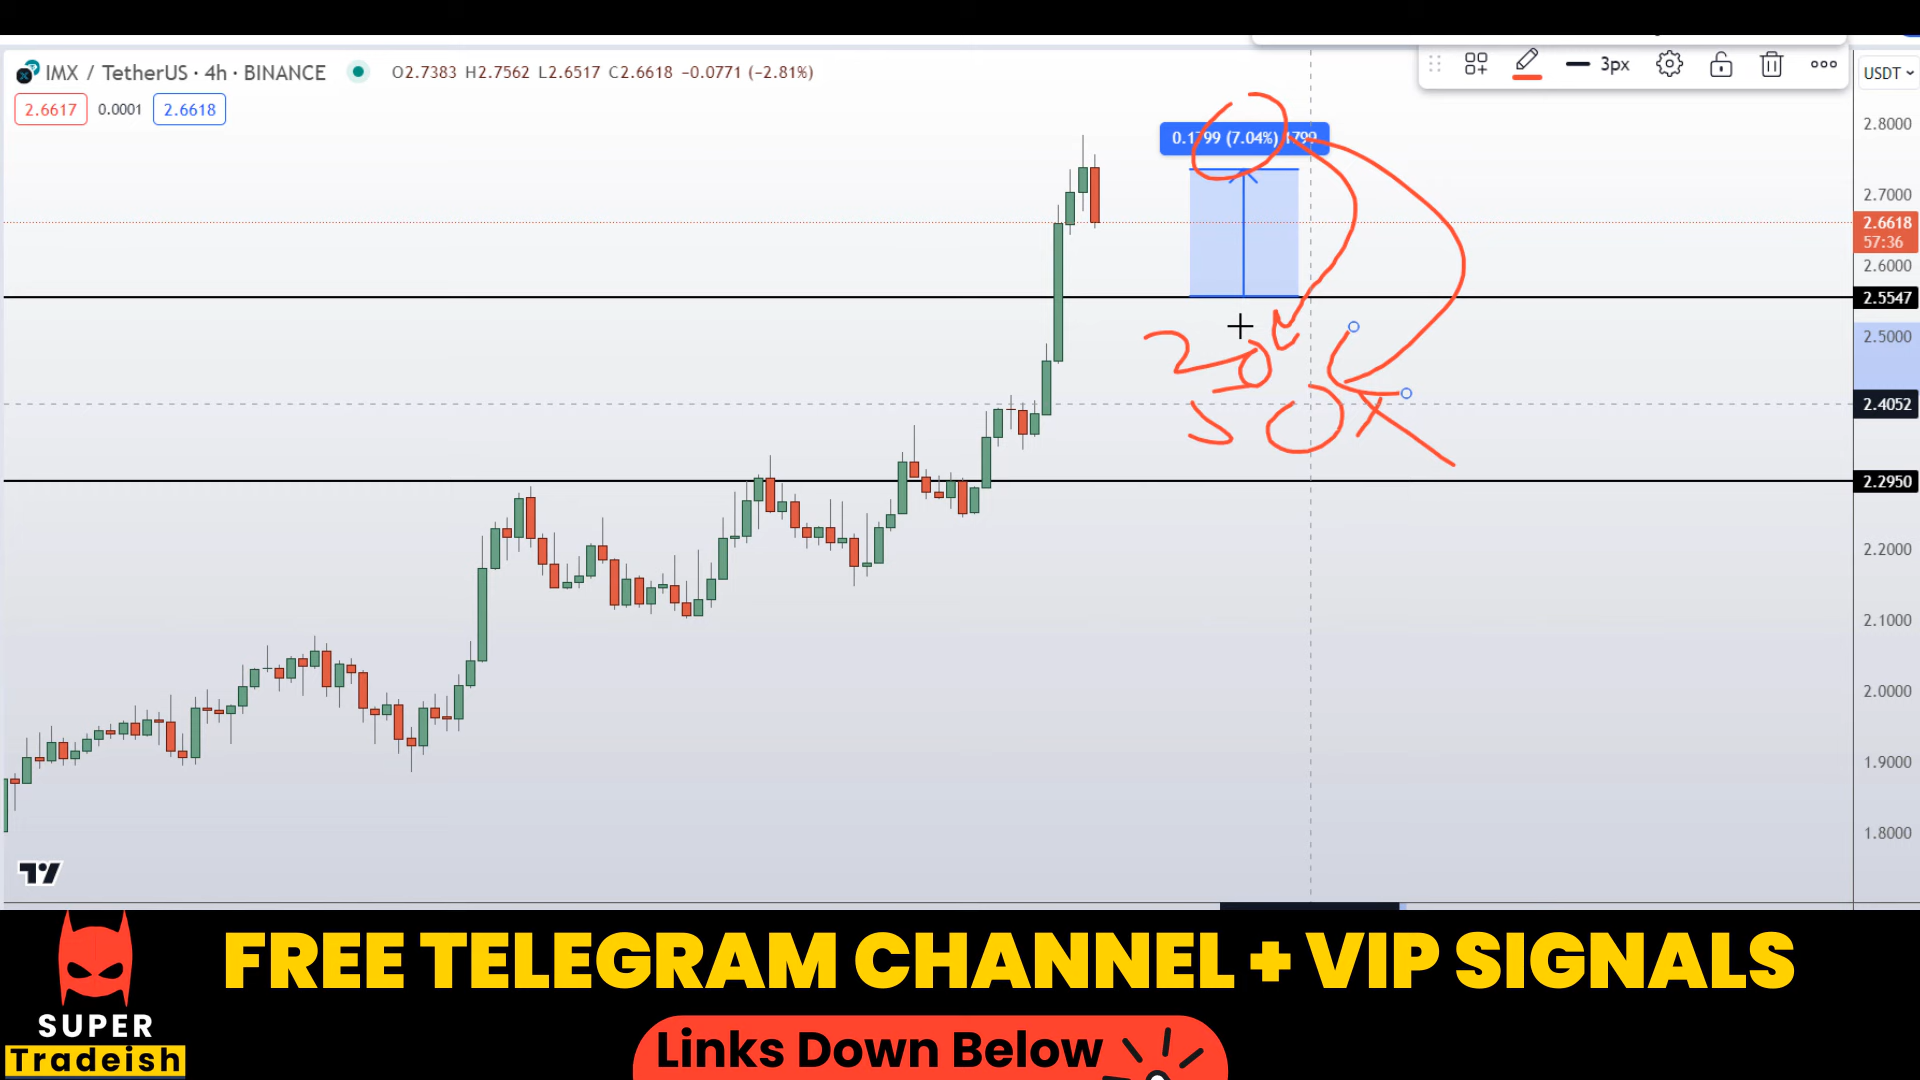 IMX / TetherUS · 4h · BINANCE O2.7383 H2.7562 L2.6517 C2.6618 −0.0771 (−2.81%)
3px
USDT
2.6617 0.0001 2.6618
0.1799 (7.04%) 1799
2.8000
2.7000
2.6618
57:36
2.6000
2.5547
2.5000
2.4052
2.2950
2.2000
2.1000
2.0000
1.9000
1.8000
20
50x
FREE TELEGRAM CHANNEL + VIP SIGNALS
SUPER
Tradeish
Links Down Below